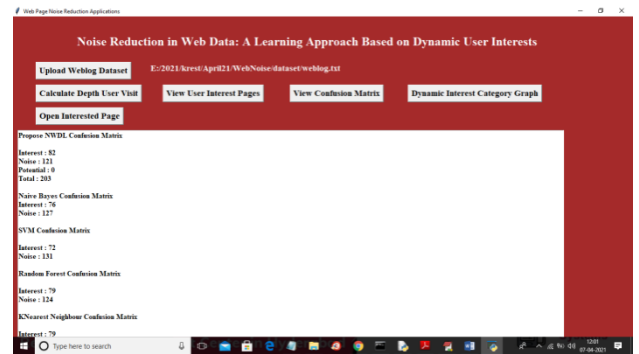 Web Page Noise Reduction Applications
Noise Reduction in Web Data: A Learning Approach Based on Dynamic User Interests
Upload Weblog Dataset
E:/2021/krest/April21/WebNoise/dataset/weblog.txt
Calculate Depth User Visit
View User Interest Pages
View Confusion Matrix
Dynamic Interest Category Graph
Open Interested Page
Propose NWDL Confusion Matrix
Interest : 82
Noise : 121
Potential : 0
Total : 203
Naive Bayes Confusion Matrix
Interest : 76
Noise : 127
SVM Confusion Matrix
Interest : 72
Noise : 131
Random Forest Confusion Matrix
Interest : 79
Noise : 124
KNearest Neighbour Confusion Matrix
Interest : 79
Type here to search
12:01
07-04-2021